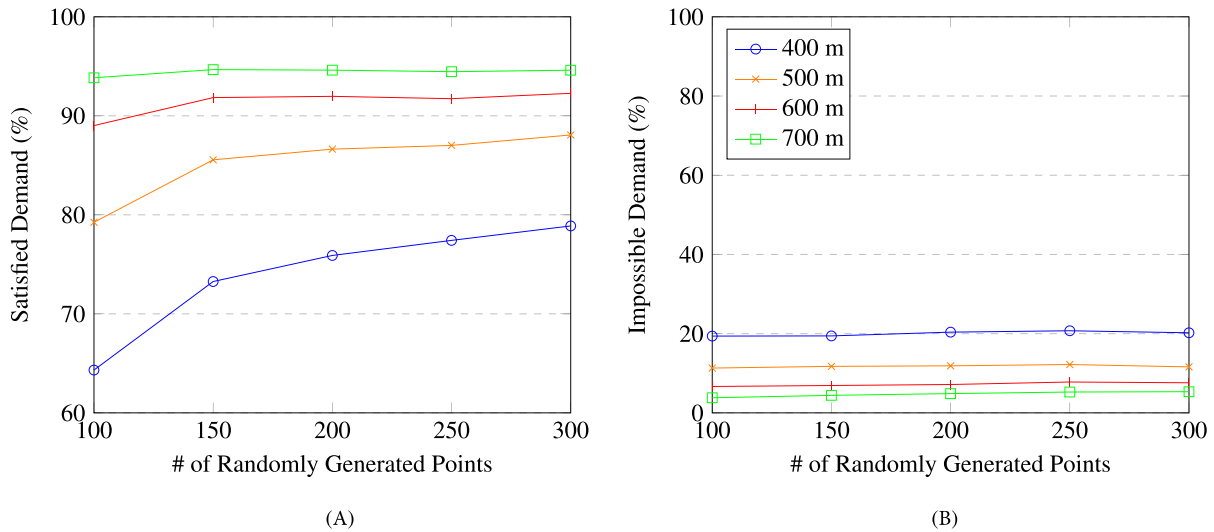 100
90
80
70
60
Satisfied Demand (%)
100 150 200 250 300
# of Randomly Generated Points
(A)
100
80
60
40
20
0
Impossible Demand (%)
400 m
500 m
600 m
700 m
100 150 200 250 300
# of Randomly Generated Points
(B)